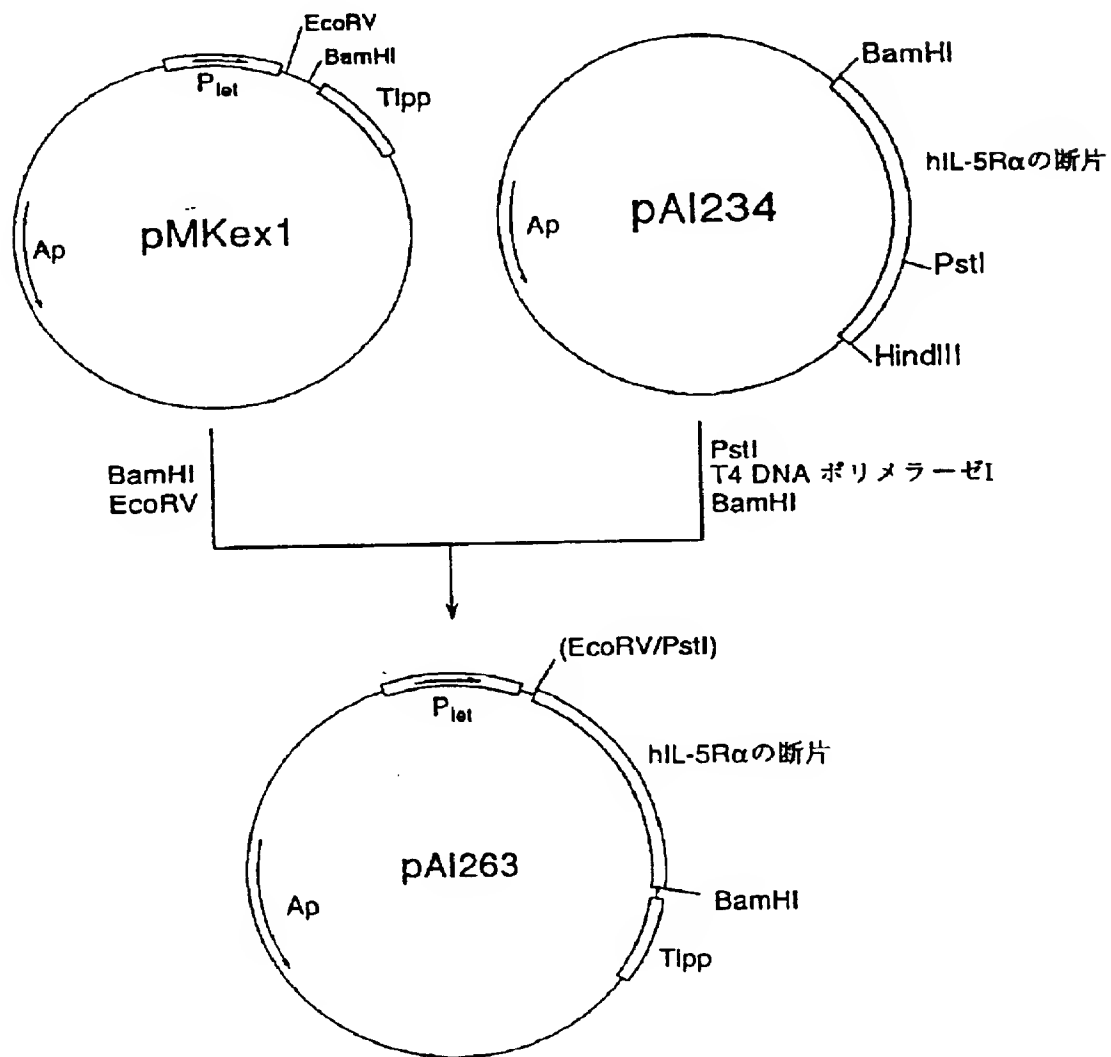 EcoRV
BamHI
Plet
Tlpp
Ap
pMKex1
BamHI
hIL-5Rαの断片
pAI234
Ap
PstI
HindIII
BamHI
EcoRV
PstI
T4 DNA ポリメラーゼI
BamHI
(EcoRV/PstI)
Plet
hIL-5Rαの断片
pAI263
Ap
BamHI
Tlpp